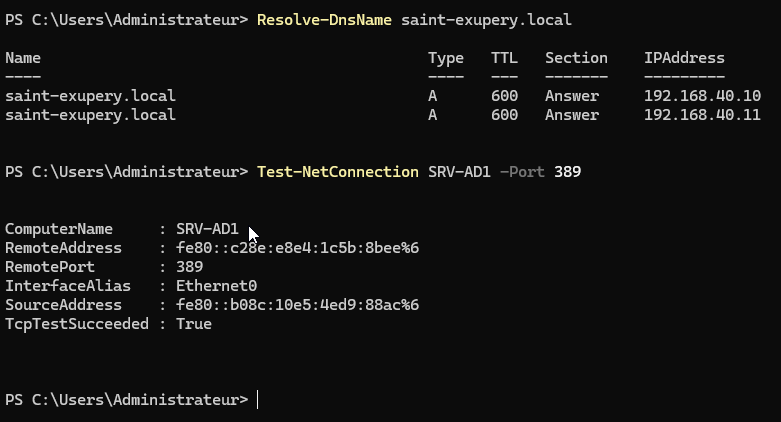 PS C:\Users\Administrateur> Resolve-DnsName saint-exupery.local
Name Type TTL Section IPAddress
---- ---- --- ------- ---------
saint-exupery.local A 600 Answer 192.168.40.10
saint-exupery.local A 600 Answer 192.168.40.11
PS C:\Users\Administrateur> Test-NetConnection SRV-AD1 -Port 389
ComputerName : SRV-AD1
RemoteAddress : fe80::c28e:e8e4:1c5b:8bee%6
RemotePort : 389
InterfaceAlias : Ethernet0
SourceAddress : fe80::b08c:10e5:4ed9:88ac%6
TcpTestSucceeded : True
PS C:\Users\Administrateur>